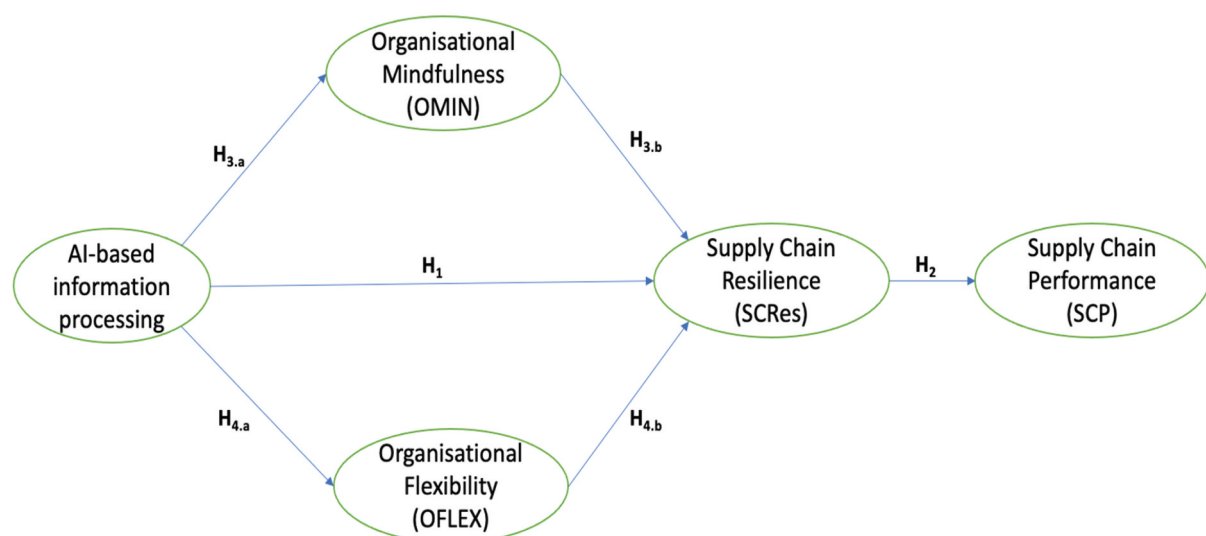 Organisational
Mindfulness
(OMIN)
H3.a
H3.b
AI-based
information
processing
H1
Supply Chain
Resilience
(SCRes)
H2
Supply Chain
Performance
(SCP)
H4.a
H4.b
Organisational
Flexibility
(OFLEX)